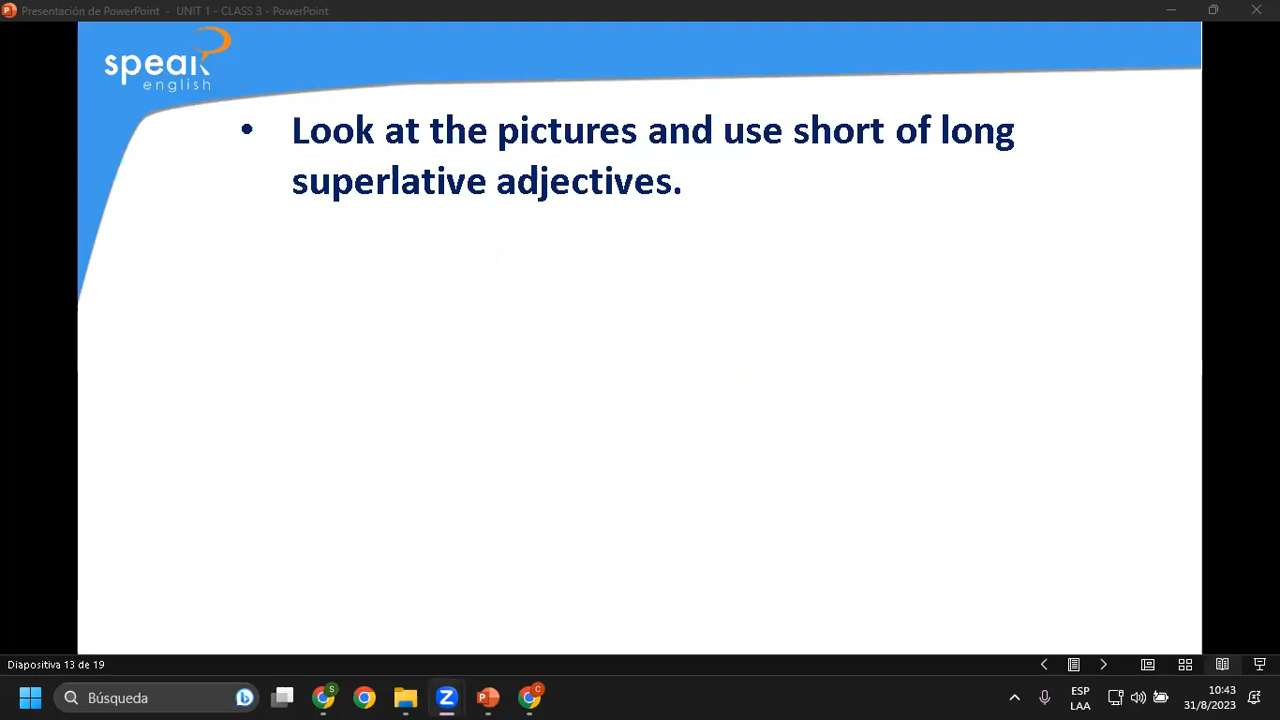 Presentación de PowerPoint - UNIT 1 - CLASS 3 - PowerPoint
speak
english
• Look at the pictures and use short of long
superlative adjectives.
Diapositiva 13 de 19
Búsqueda
ESP
LAA
10:43
31/8/2023